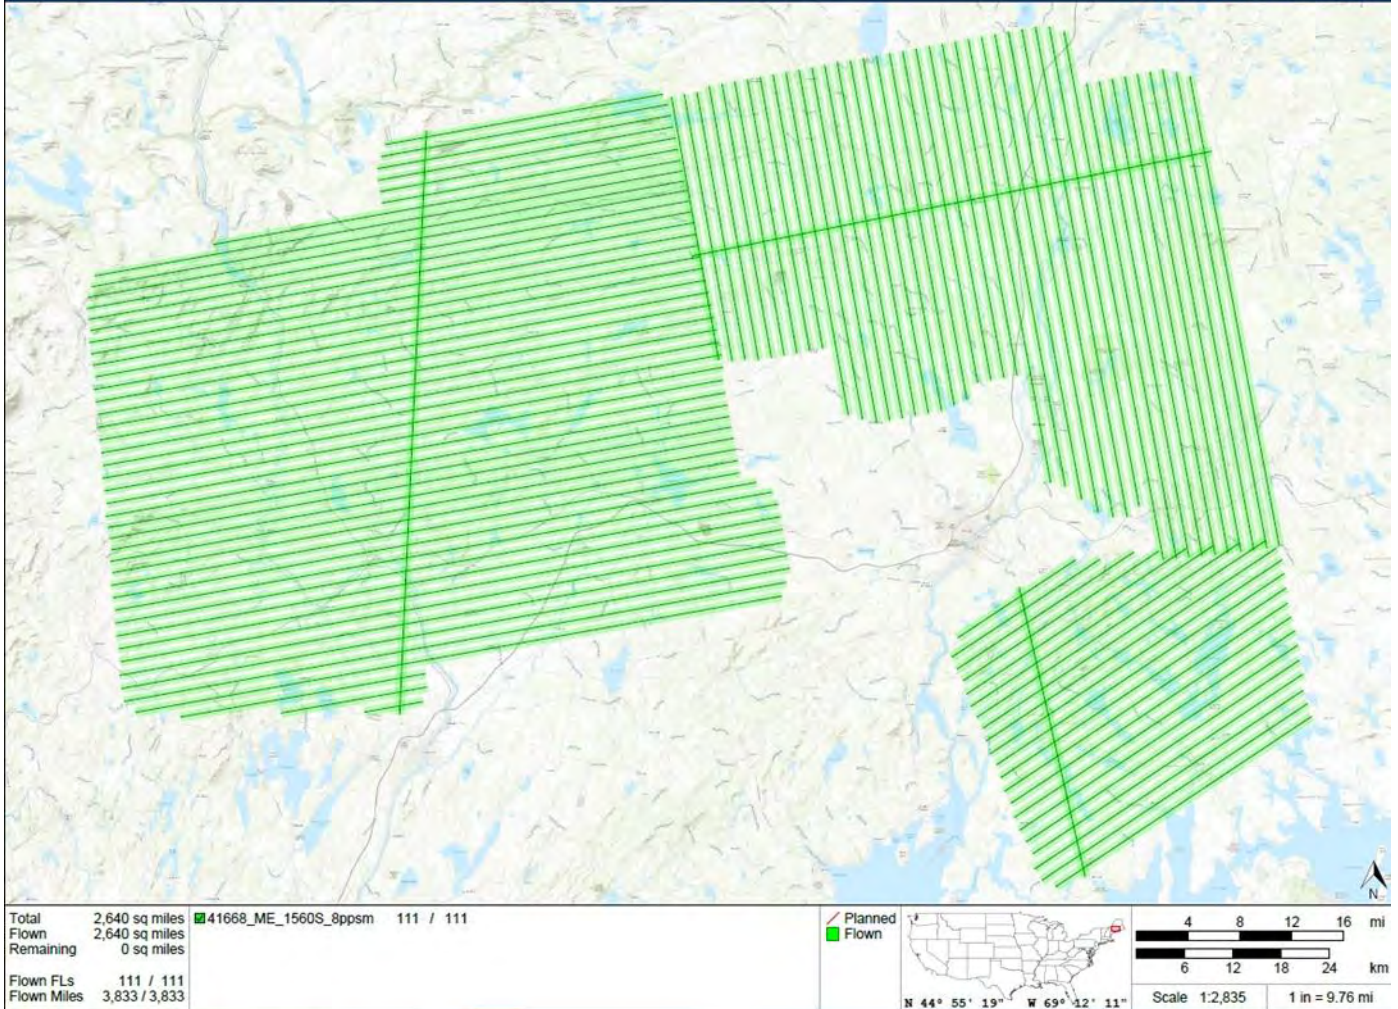 Total 2,640 sq miles
Flown 2,640 sq miles
Remaining 0 sq miles
Flown FLs 111 / 111
Flown Miles 3,833 / 3,833
41668_ME_1560S_8ppsm 111 / 111
Planned
Flown
N 44° 55' 19" W 69° 12' 11"
4 8 12 16 mi
6 12 18 24 km
Scale 1:2,835 1 in = 9.76 mi
N